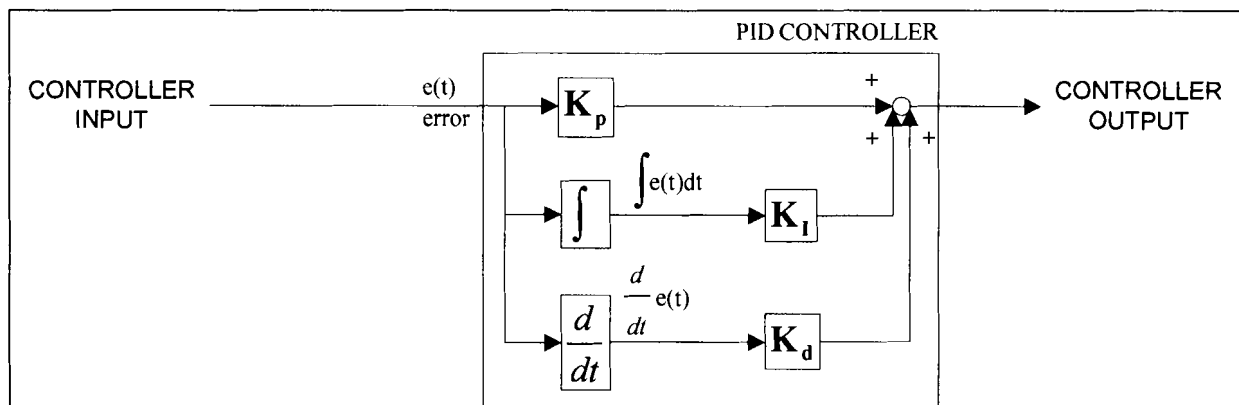 PID CONTROLLER
CONTROLLER
INPUT
e(t)
error
K_p
+
+
+
CONTROLLER
OUTPUT
∫
∫e(t)dt
K_I
d/dt
d/dt e(t)
K_d